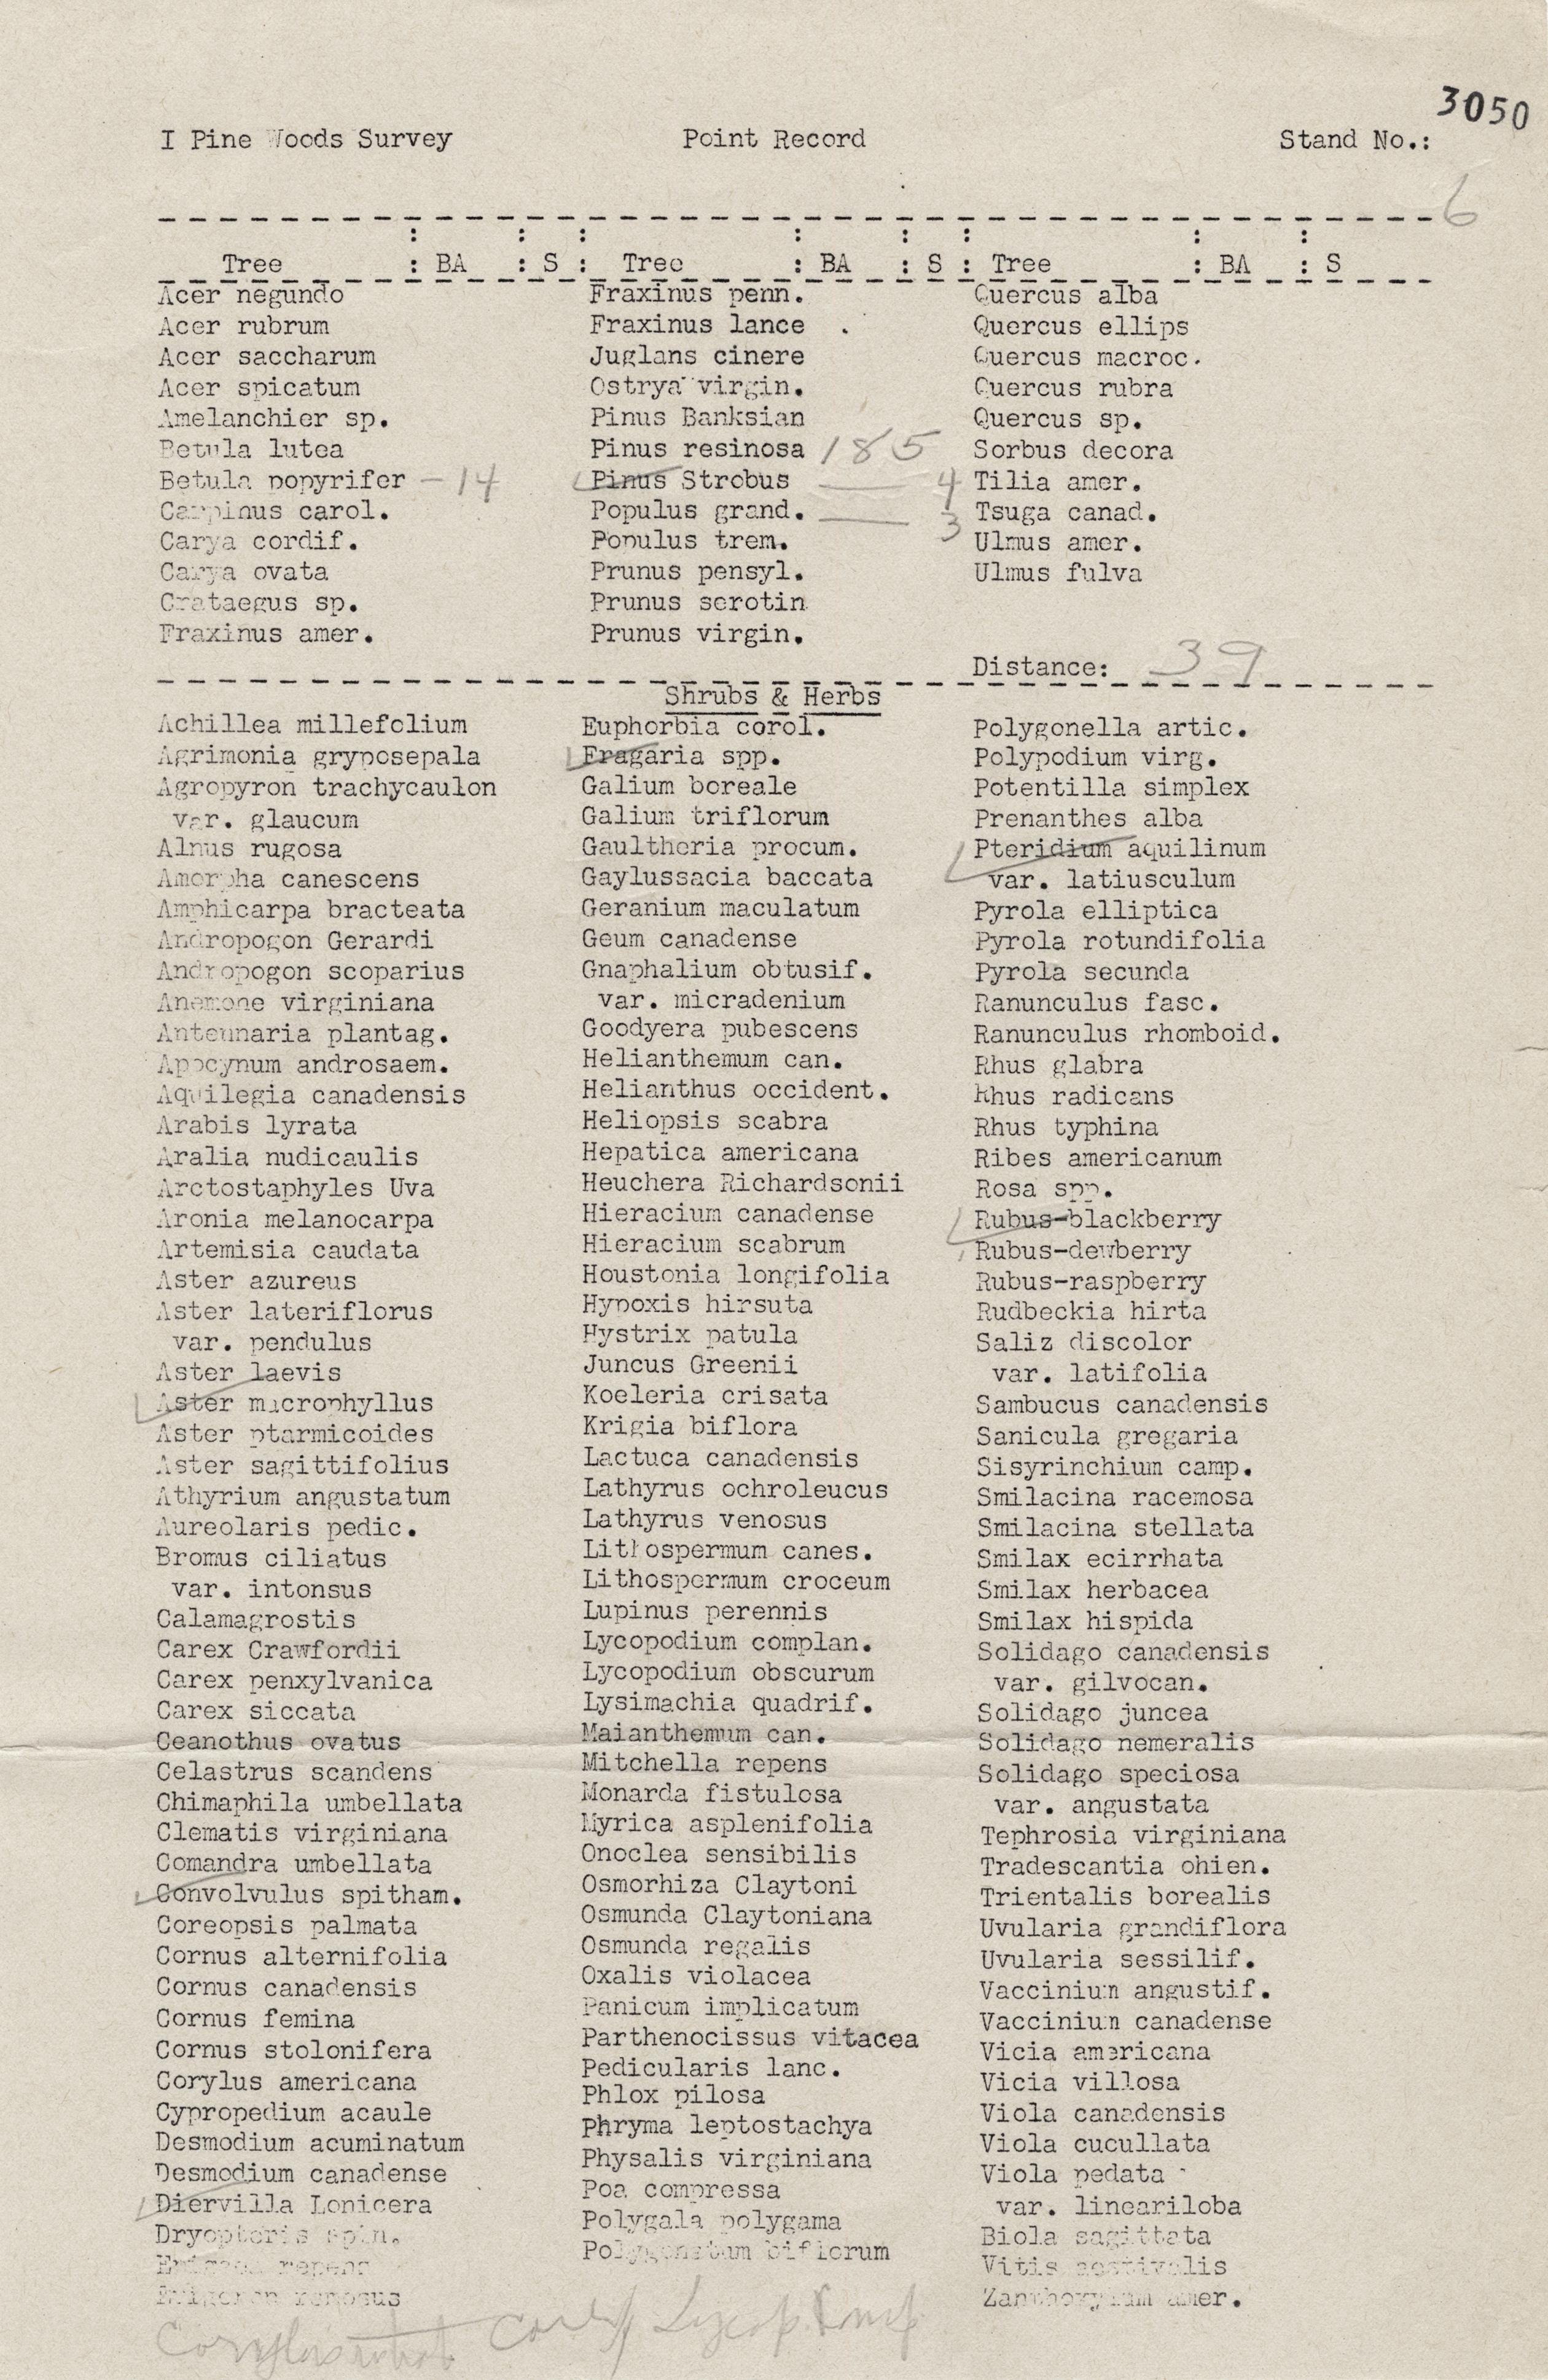 3050
I Pine Woods Survey Point Record Stand No.:
6
Tree : BA : S : Tree : BA : S : Tree : BA : S
Acer negundo
Acer rubrum
Acer saccharum
Acer spicatum
Amelanchier sp.
Betula lutea
Betula popyrifer - 14
Carpinus carol.
Carya cordif.
Carya ovata
Crataegus sp.
Fraxinus amer.
Fraxinus penn.
Fraxinus lance .
Juglans cinere
Ostrya virgin.
Pinus Banksian
Pinus resinosa 185
Pinus Strobus — 4
Populus grand. — 3
Populus trem.
Prunus pensyl.
Prunus serotin
Prunus virgin.
Quercus alba
Quercus ellips
Quercus macroc.
Quercus rubra
Quercus sp.
Sorbus decora
Tilia amer.
Tsuga canad.
Ulmus amer.
Ulmus fulva
Distance: 39
Shrubs & Herbs
Achillea millefolium
Agrimonia gryposepala
Agropyron trachycaulon
var. glaucum
Alnus rugosa
Amorpha canescens
Amphicarpa bracteata
Andropogon Gerardi
Andropogon scoparius
Anemone virginiana
Antennaria plantag.
Apocynum androsaem.
Aquilegia canadensis
Arabis lyrata
Aralia nudicaulis
Arctostaphyles Uva
Aronia melanocarpa
Artemisia caudata
Aster azureus
Aster lateriflorus
var. pendulus
Aster laevis
Aster macrophyllus
Aster ptarmicoides
Aster sagittifolius
Athyrium angustatum
Aureolaris pedic.
Bromus ciliatus
var. intonsus
Calamagrostis
Carex Crawfordii
Carex penxylvanica
Carex siccata
Ceanothus ovatus
Celastrus scandens
Chimaphila umbellata
Clematis virginiana
Comandra umbellata
Convolvulus spitham.
Coreopsis palmata
Cornus alternifolia
Cornus canadensis
Cornus femina
Cornus stolonifera
Corylus americana
Cypropedium acaule
Desmodium acuminatum
Desmodium canadense
Diervilla Lonicera
Dryopteris spin.
Epigaea repens
Erigeron ramosus
Euphorbia corol.
Fragaria spp.
Galium boreale
Galium triflorum
Gaultheria procum.
Gaylussacia baccata
Geranium maculatum
Geum canadense
Gnaphalium obtusif.
var. micradenium
Goodyera pubescens
Helianthemum can.
Helianthus occident.
Heliopsis scabra
Hepatica americana
Heuchera Richardsonii
Hieracium canadense
Hieracium scabrum
Houstonia longifolia
Hypoxis hirsuta
Hystrix patula
Juncus Greenii
Koeleria crisata
Krigia biflora
Lactuca canadensis
Lathyrus ochroleucus
Lathyrus venosus
Lithospermum canes.
Lithospermum croceum
Lupinus perennis
Lycopodium complan.
Lycopodium obscurum
Lysimachia quadrif.
Maianthemum can.
Mitchella repens
Monarda fistulosa
Myrica asplenifolia
Onoclea sensibilis
Osmorhiza Claytoni
Osmunda Claytoniana
Osmunda regalis
Oxalis violacea
Panicum implicatum
Parthenocissus vitacea
Pedicularis lanc.
Phlox pilosa
Phryma leptostachya
Physalis virginiana
Poa compressa
Polygala polygama
Polygonatum biflorum
Polygonella artic.
Polypodium virg.
Potentilla simplex
Prenanthes alba
Pteridium aquilinum
var. latiusculum
Pyrola elliptica
Pyrola rotundifolia
Pyrola secunda
Ranunculus fasc.
Ranunculus rhomboid.
Rhus glabra
Rhus radicans
Rhus typhina
Ribes americanum
Rosa spp.
Rubus-blackberry
Rubus-dewberry
Rubus-raspberry
Rudbeckia hirta
Saliz discolor
var. latifolia
Sambucus canadensis
Sanicula gregaria
Sisyrinchium camp.
Smilacina racemosa
Smilacina stellata
Smilax ecirrhata
Smilax herbacea
Smilax hispida
Solidago canadensis
var. gilvocan.
Solidago juncea
Solidago nemeralis
Solidago speciosa
var. angustata
Tephrosia virginiana
Tradescantia ohien.
Trientalis borealis
Uvularia grandiflora
Uvularia sessilif.
Vaccinium angustif.
Vaccinium canadense
Vicia americana
Vicia villosa
Viola canadensis
Viola cucullata
Viola pedata
var. lineariloba
Biola sagittata
Vitis aestivalis
Zanthoxylum amer.